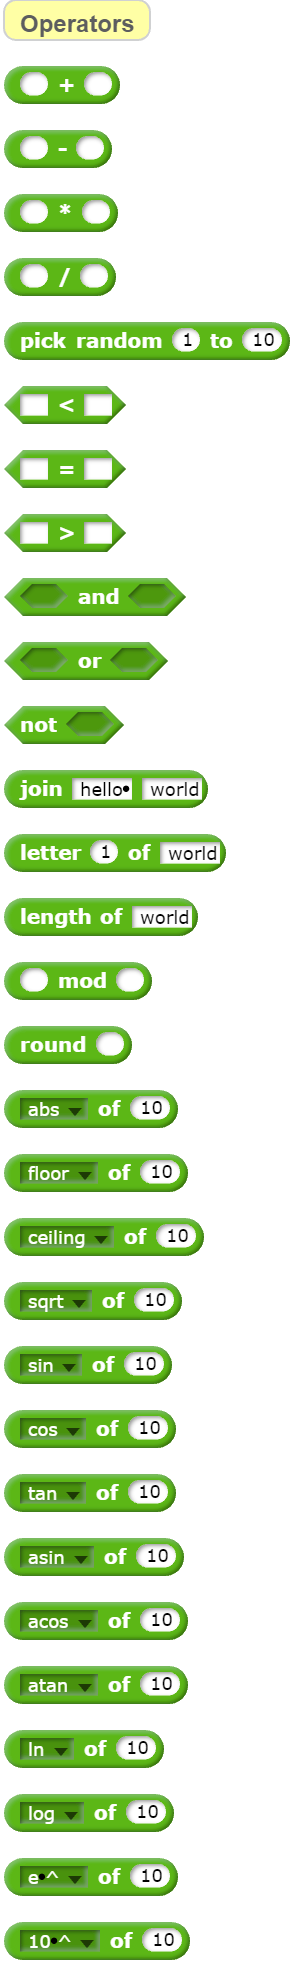 Operators
+
-
*
/
pick random 1 to 10
<
=
>
and
or
not
join hello• world
letter 1 of world
length of world
mod
round
abs of 10
floor of 10
ceiling of 10
sqrt of 10
sin of 10
cos of 10
tan of 10
asin of 10
acos of 10
atan of 10
ln of 10
log of 10
e•^ of 10
10•^ of 10